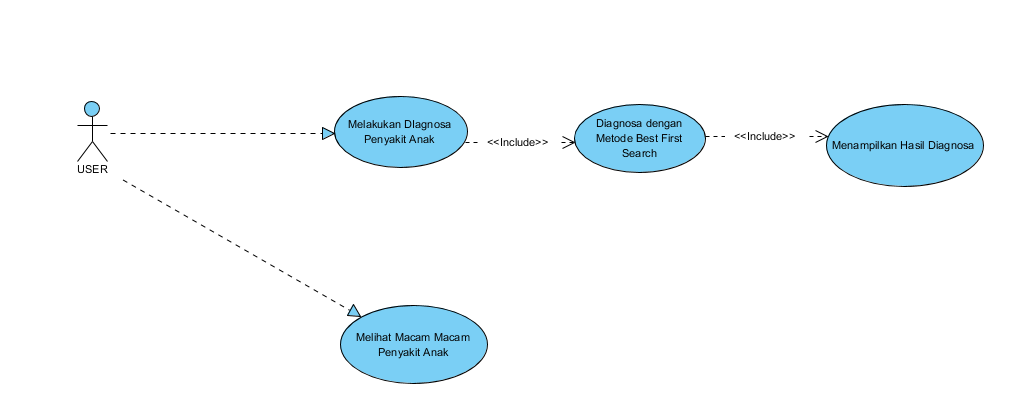 Melakukan DIagnosa
Penyakit Anak
<<Include>>
Diagnosa dengan
Metode Best First
Search
<<Include>>
Menampilkan Hasil Diagnosa
USER
Melihat Macam Macam
Penyakit Anak